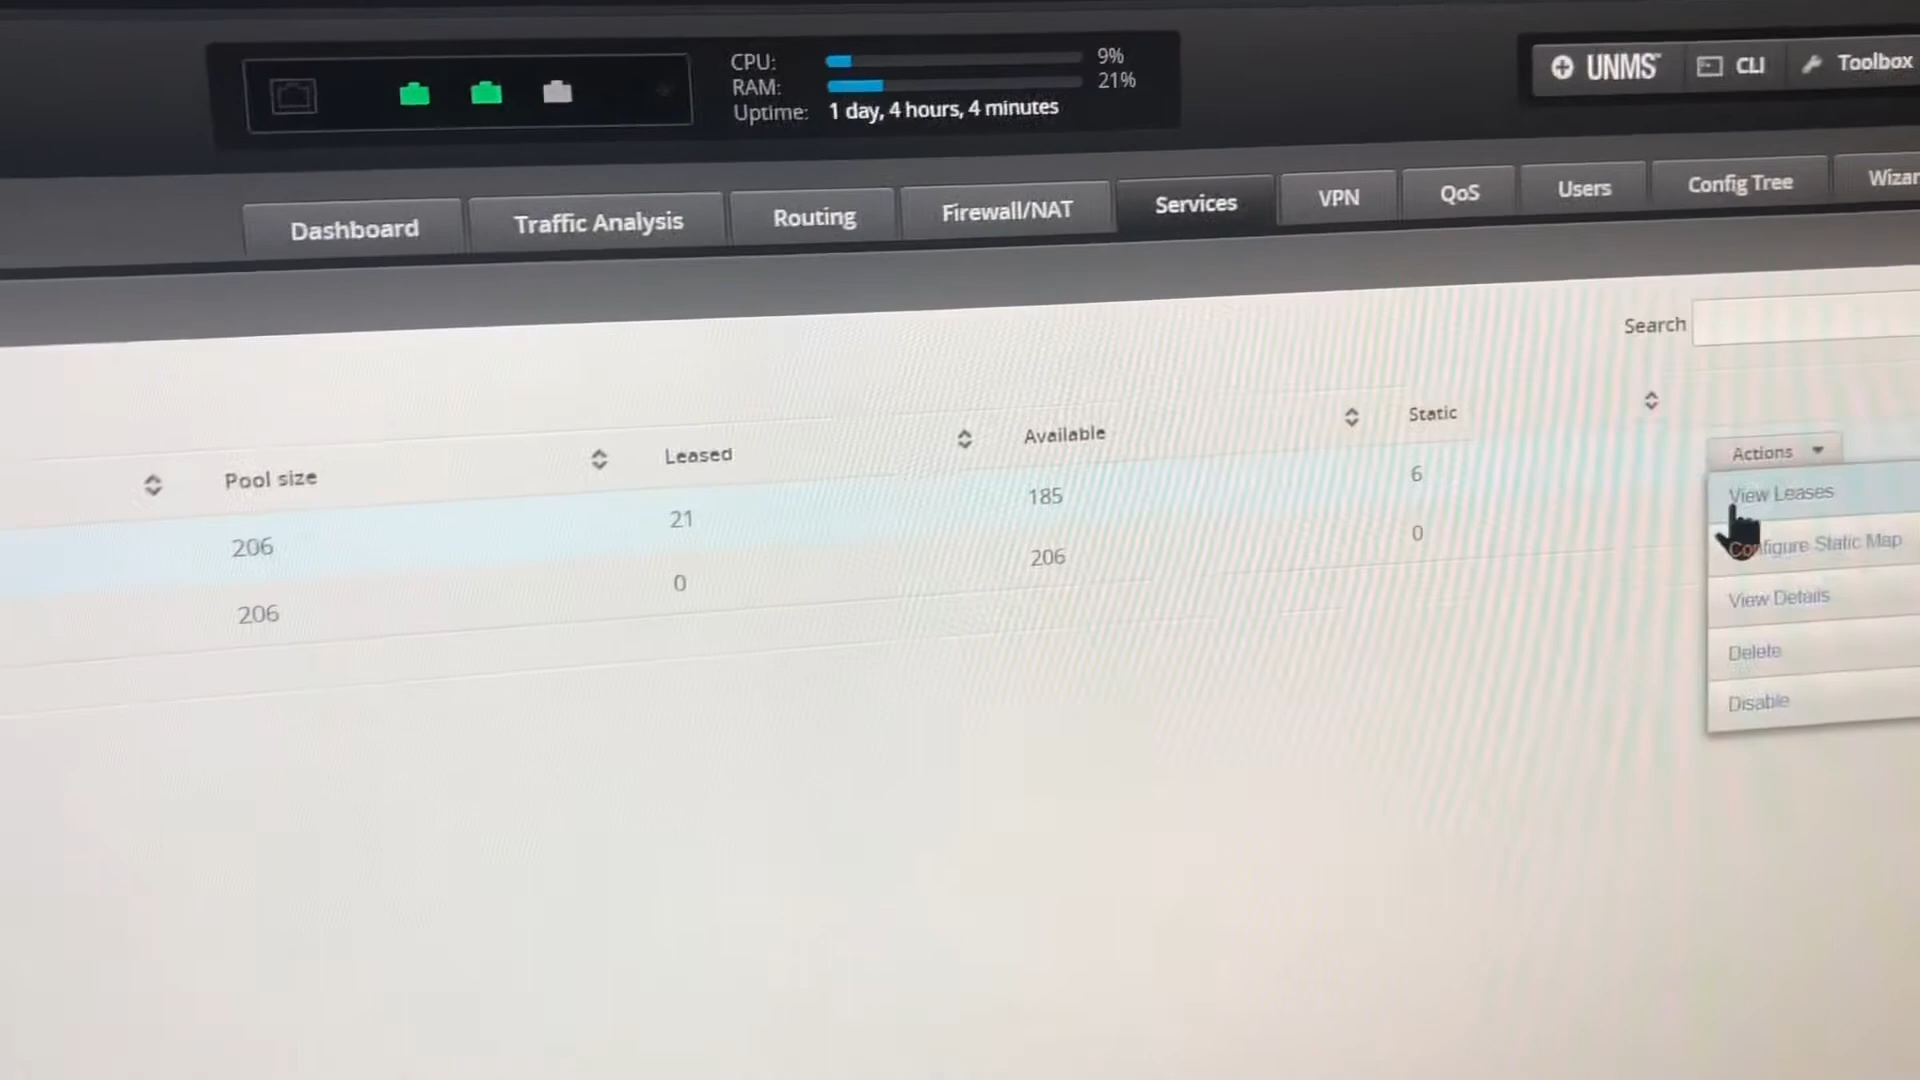 CPU: 9%
RAM: 21%
Uptime: 1 day, 4 hours, 4 minutes
UNMS™ CLI Toolbox
Dashboard Traffic Analysis Routing Firewall/NAT Services VPN QoS Users Config Tree Wizar
Search
Pool size Leased Available Static
206 21 185 6
206 0 206 0
Actions
View Leases
Configure Static Map
View Details
Delete
Disable